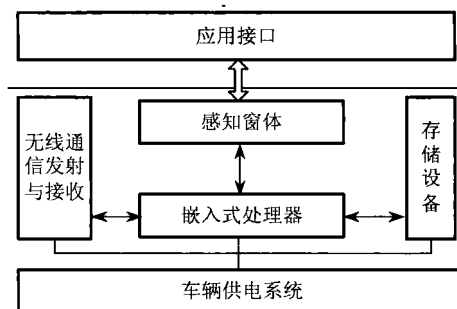 应用接口
感知窗体
无线通
信发射
与接收
存
储
设
备
嵌入式处理器
车辆供电系统